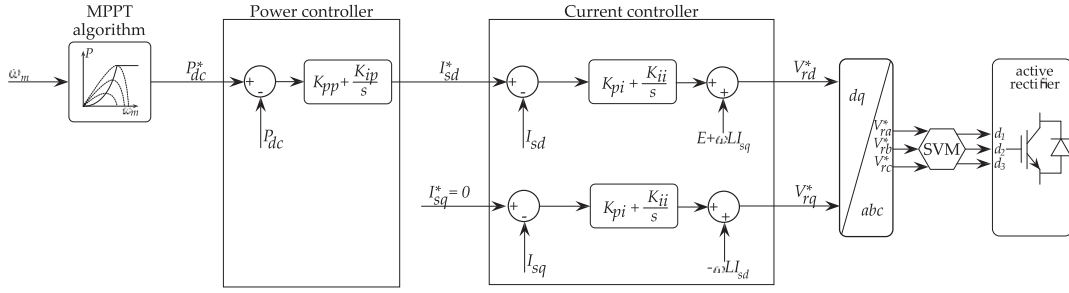 MPPT
algorithm
P
ω_m
ω_m
P*_dc
Power controller
+
-
P_dc
K_pp + K_ip/s
I*_sd
Current controller
+
-
I_sd
K_pi + K_ii/s
+
+
E+ωLI_sq
V*_rd
I*_sq = 0
+
-
I_sq
K_pi + K_ii/s
+
+
-ωLI_sd
V*_rq
dq
abc
V*_ra
V*_rb
V*_rc
SVM
active
rectifier
d_1
d_2
d_3